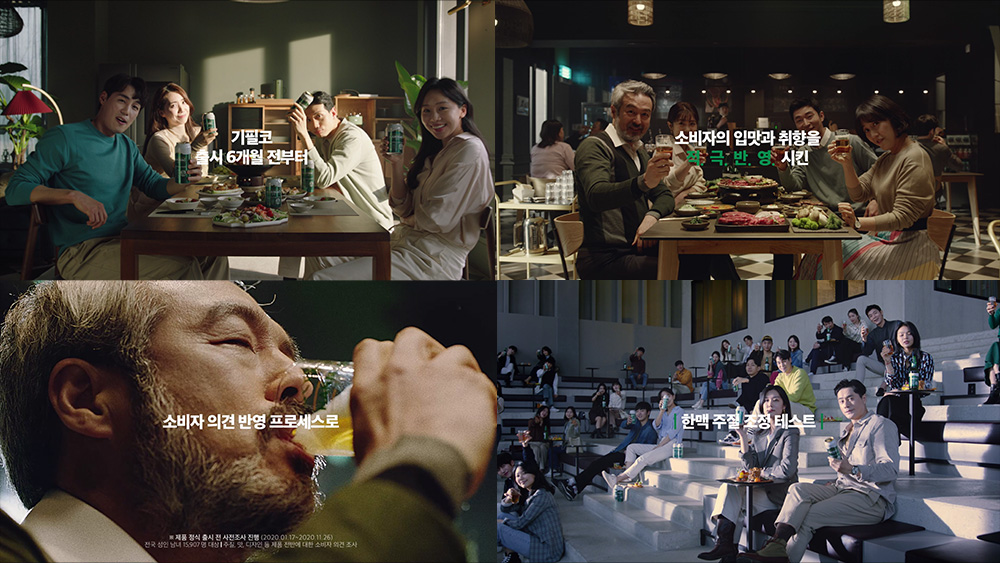 기필코
출시 6개월 전부터
소비자의 입맛과 취향을
적 극 반 영 시킨
소비자 의견 반영 프로세스로
※ 제품 정식 출시 전 사전조사 진행 (2020.01.17~2020.11.26)
전국 성인 남녀 15,907명 대상 | 주질, 맛, 디자인 등 제품 전반에 대한 소비자 의견 조사
| 한맥 주질 조정 테스트 |